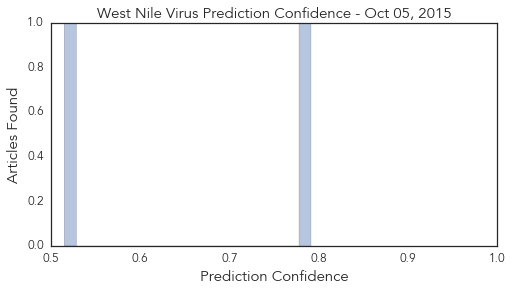 West Nile Virus Prediction Confidence - Oct 05, 2015
1.0
0.8
0.6
0.4
0.2
0.0
Articles Found
0.5 0.6 0.7 0.8 0.9 1.0
Prediction Confidence